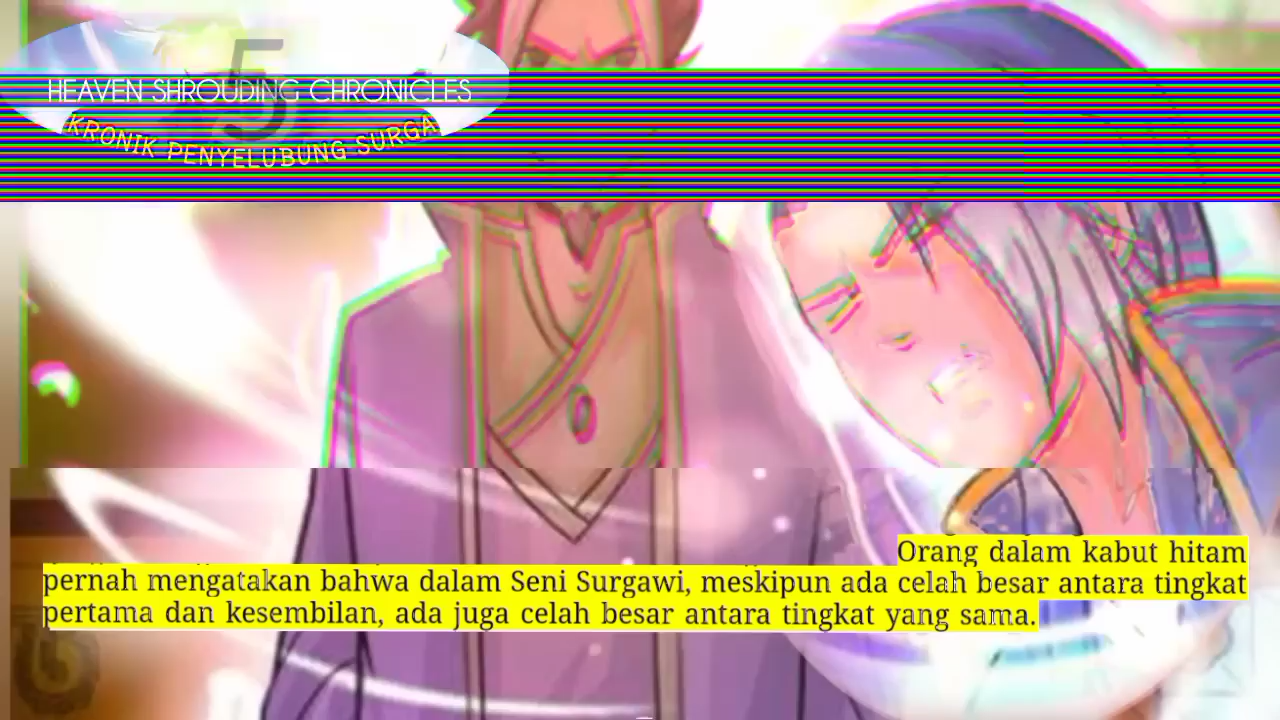 5
HEAVEN SHROUDING CHRONICLES
KRONIK PENYELUBUNG SURGA
Orang dalam kabut hitam
pernah mengatakan bahwa dalam Seni Surgawi, meskipun ada celah besar antara tingkat
pertama dan kesembilan, ada juga celah besar antara tingkat yang sama.